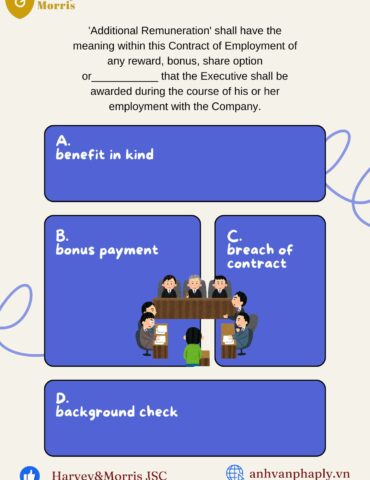 G
Morris
'Additional Remuneration' shall have the
meaning within this Contract of Employment of
any reward, bonus, share option
or___________ that the Executive shall be
awarded during the course of his or her
employment with the Company.
A.
benefit in kind
B.
bonus payment
C.
breach of
contract
D.
background check
Harvey&Morris JSC
anhvanphaply.vn